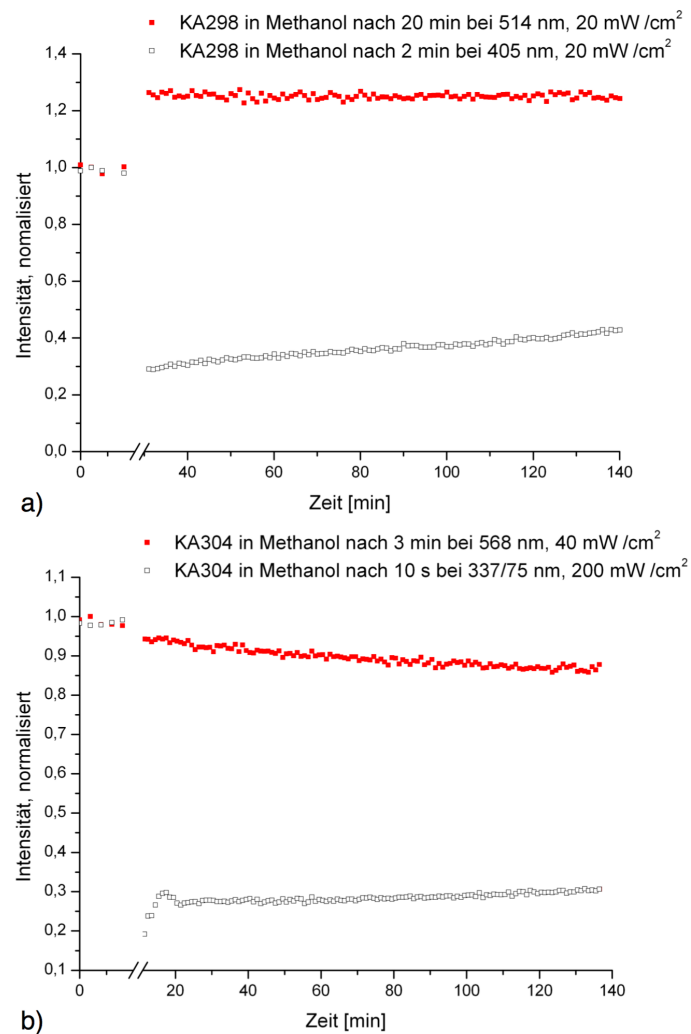 KA298 in Methanol nach 20 min bei 514 nm, 20 mW /cm²
KA298 in Methanol nach 2 min bei 405 nm, 20 mW /cm²
1,4
1,2
1,0
0,8
0,6
0,4
0,2
0,0
Intensität, nomalisiert
0 40 60 80 100 120 140
Zeit [min]
a)
KA304 in Methanol nach 3 min bei 568 nm, 40 mW /cm²
KA304 in Methanol nach 10 s bei 337/75 nm, 200 mW /cm²
1,1
1,0
0,9
0,8
0,7
0,6
0,5
0,4
0,3
0,2
0,1
Intensität, normalisiert
0 20 40 60 80 100 120 140
Zeit [min]
b)